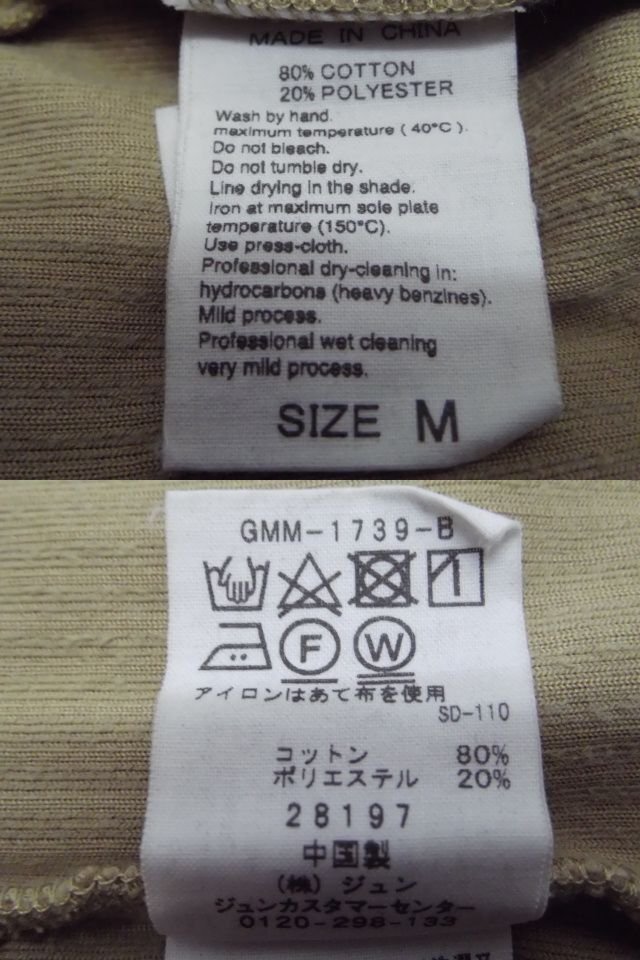 MADE IN CHINA
80% COTTON
20% POLYESTER
Wash by hand.
maximum temperature ( 40°C ).
Do not bleach.
Do not tumble dry.
Line drying in the shade.
Iron at maximum sole plate
temperature (150°C).
Use press-cloth.
Professional dry-cleaning in:
hydrocarbons (heavy benzines).
Mild process.
Professional wet cleaning
very mild process.
SIZE M
GMM-1739-B
F W
アイロンはあて布を使用
SD-110
コットン 80%
ポリエステル 20%
28197
中国製
(株) ジュン
ジュンカスタマーセンター
0120-298-133